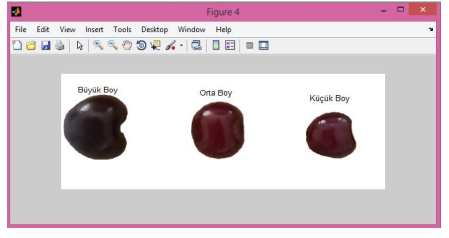 Figure 4
File Edit View Insert Tools Desktop Window Help
Büyük Boy
Orta Boy
Küçük Boy